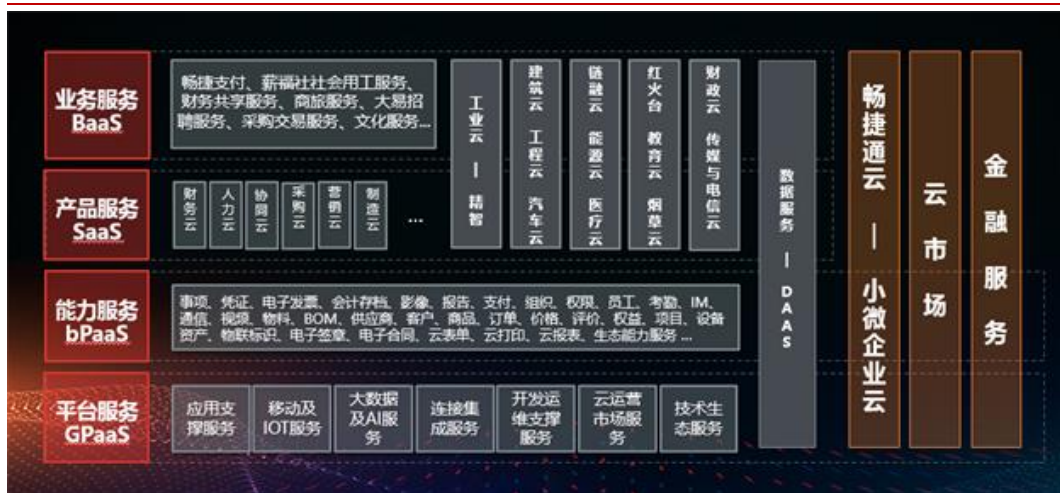 业务服务
BaaS
畅捷支付、薪福社社会用工服务、
财务共享服务、商旅服务、大易招
聘服务、采购交易服务、文化服务...
产品服务
SaaS
财务云
人力云
协同云
采购云
营销云
制造云
...
工业云 | 精智
建筑云 工程云 汽车云
链融云 能源云 医疗云
红火台 教育云 烟草云
财政云 传媒与电信云
能力服务
bPaaS
事项、凭证、电子发票、会计存档、影像、报告、支付、组织、权限、员工、考勤、IM、
通信、视频、物料、BOM、供应商、客户、商品、订单、价格、评价、权益、项目、设备
资产、物联标识、电子签章、电子合同、云表单、云打印、云报表、生态能力服务 ...
平台服务
GPaaS
应用支
撑服务
移动及
IOT服务
大数据
及AI服
务
连接集
成服务
开发运
维支撑
服务
云运营
市场服
务
技术生
态服务
数据服务 | DAAS
畅捷通云 | 小微企业云
云市场
金融服务